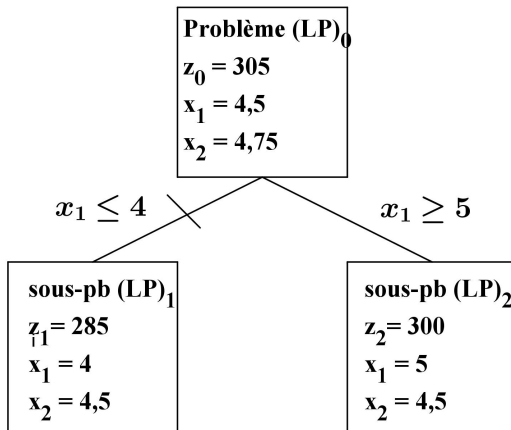 Problème (LP)0
z0 = 305
x1 = 4,5
x2 = 4,75
x1 ≤ 4
x1 ≥ 5
sous-pb (LP)1
z1= 285
x1 = 4
x2 = 4,5
sous-pb (LP)2
z2= 300
x1 = 5
x2 = 4,5